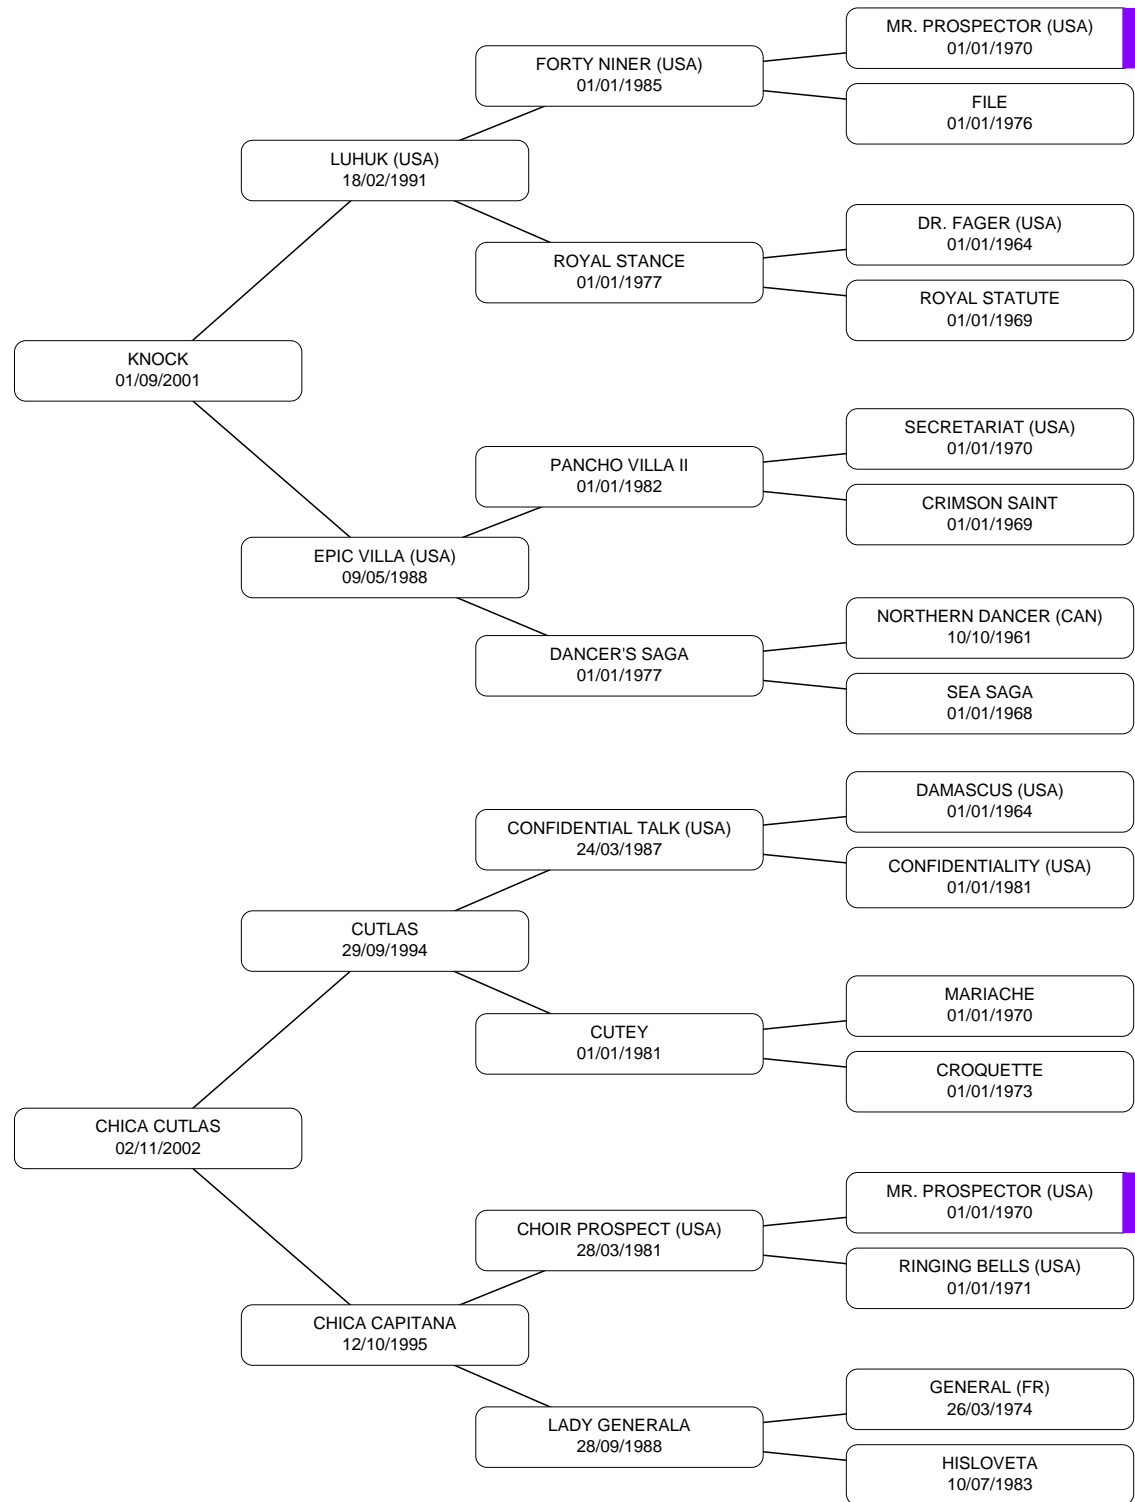 MR. PROSPECTOR (USA)
01/01/1970
FORTY NINER (USA)
01/01/1985
FILE
01/01/1976
LUHUK (USA)
18/02/1991
DR. FAGER (USA)
01/01/1964
ROYAL STANCE
01/01/1977
ROYAL STATUTE
01/01/1969
KNOCK
01/09/2001
SECRETARIAT (USA)
01/01/1970
PANCHO VILLA II
01/01/1982
CRIMSON SAINT
01/01/1969
EPIC VILLA (USA)
09/05/1988
NORTHERN DANCER (CAN)
10/10/1961
DANCER'S SAGA
01/01/1977
SEA SAGA
01/01/1968
DAMASCUS (USA)
01/01/1964
CONFIDENTIAL TALK (USA)
24/03/1987
CONFIDENTIALITY (USA)
01/01/1981
CUTLAS
29/09/1994
MARIACHE
01/01/1970
CUTEY
01/01/1981
CROQUETTE
01/01/1973
CHICA CUTLAS
02/11/2002
MR. PROSPECTOR (USA)
01/01/1970
CHOIR PROSPECT (USA)
28/03/1981
RINGING BELLS (USA)
01/01/1971
CHICA CAPITANA
12/10/1995
GENERAL (FR)
26/03/1974
LADY GENERALA
28/09/1988
HISLOVETA
10/07/1983